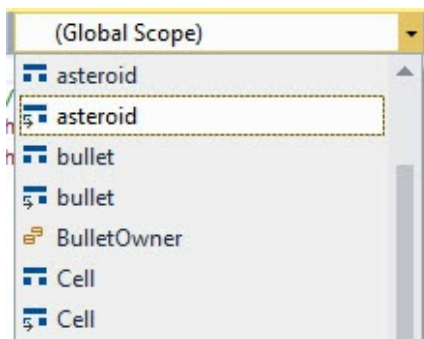 (Global Scope)
asteroid
asteroid
bullet
bullet
BulletOwner
Cell
Cell